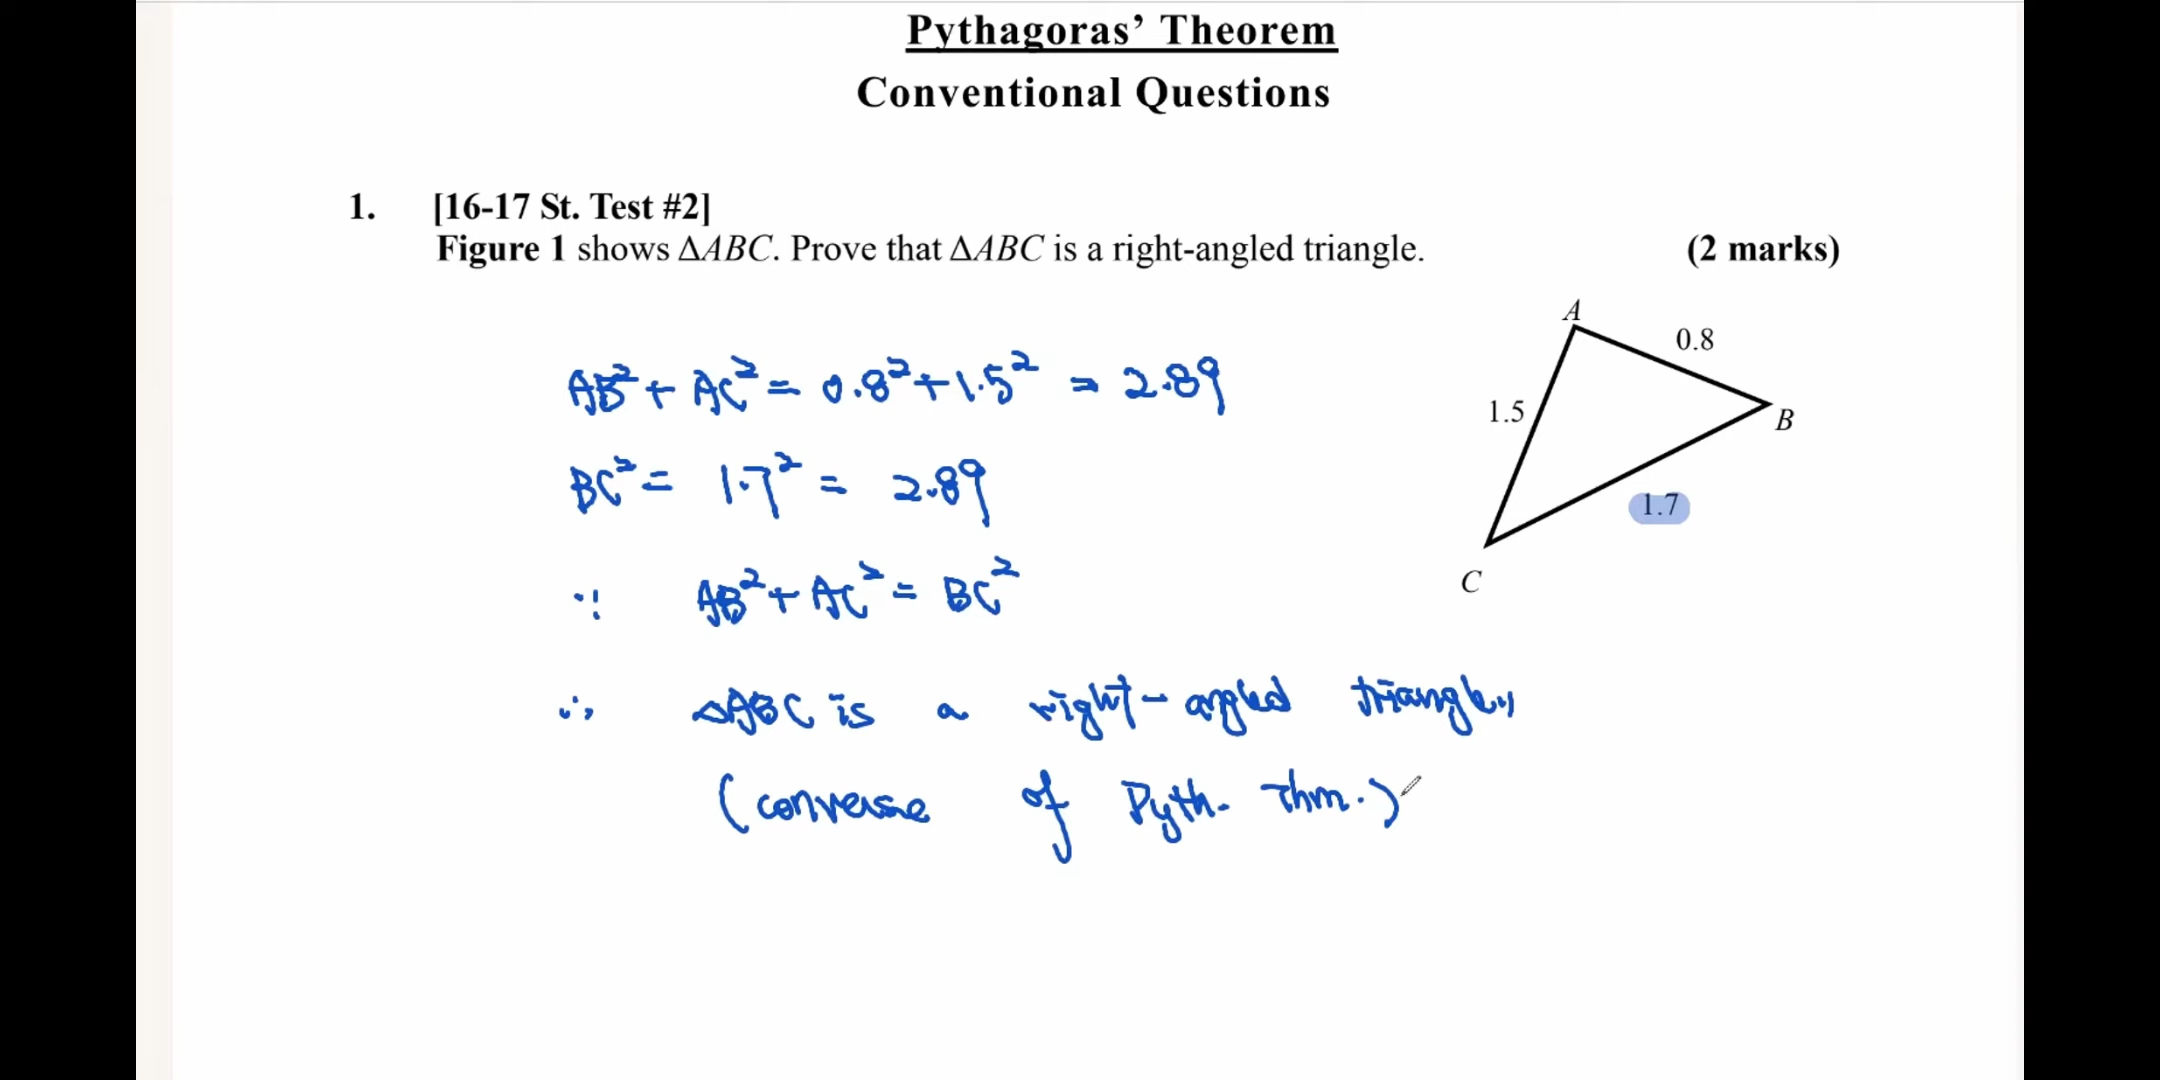 Pythagoras’ Theorem
Conventional Questions
1. [16-17 St. Test #2]
Figure 1 shows ΔABC. Prove that ΔABC is a right-angled triangle. (2 marks)
A
0.8
1.5
B
1.7
C
AB² + AC² = 0.8² + 1.5² = 2.89
BC² = 1.7² = 2.89
∵ AB² + AC² = BC²
∴ ΔABC is a right-angled triangle,,
(converse of Pyth. Thm.)